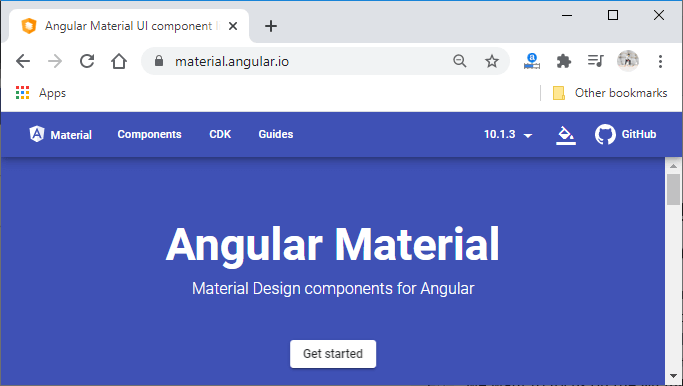 Angular Material UI component l
material.angular.io
Apps
Other bookmarks
Material Components CDK Guides 10.1.3 GitHub
Angular Material
Material Design components for Angular
Get started